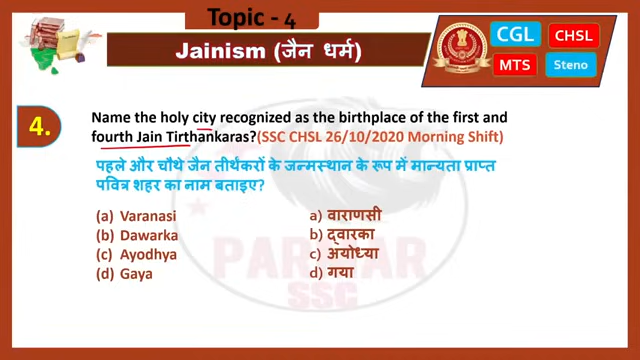 Topic - 4
Jainism (जैन धर्म)
CGL
CHSL
MTS
Steno
4.
Name the holy city recognized as the birthplace of the first and
fourth Jain Tirthankaras?(SSC CHSL 26/10/2020 Morning Shift)
पहले और चौथे जैन तीर्थंकरों के जन्मस्थान के रूप में मान्यता प्राप्त
पवित्र शहर का नाम बताइए?
(a) Varanasi
(b) Dawarka
(c) Ayodhya
(d) Gaya
a) वाराणसी
b) द्वारका
c) अयोध्या
d) गया
PARMAR
SSC